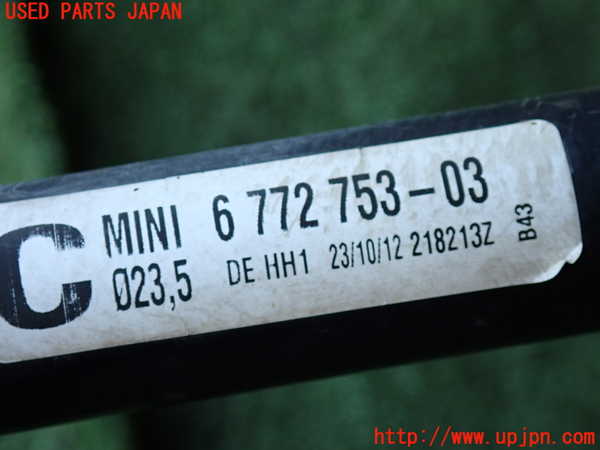 USED PARTS JAPAN
C MINI 6 772 753-03
Ø23,5 DE HH1 23/10/12 218213Z B43
http://www.upjpn.com